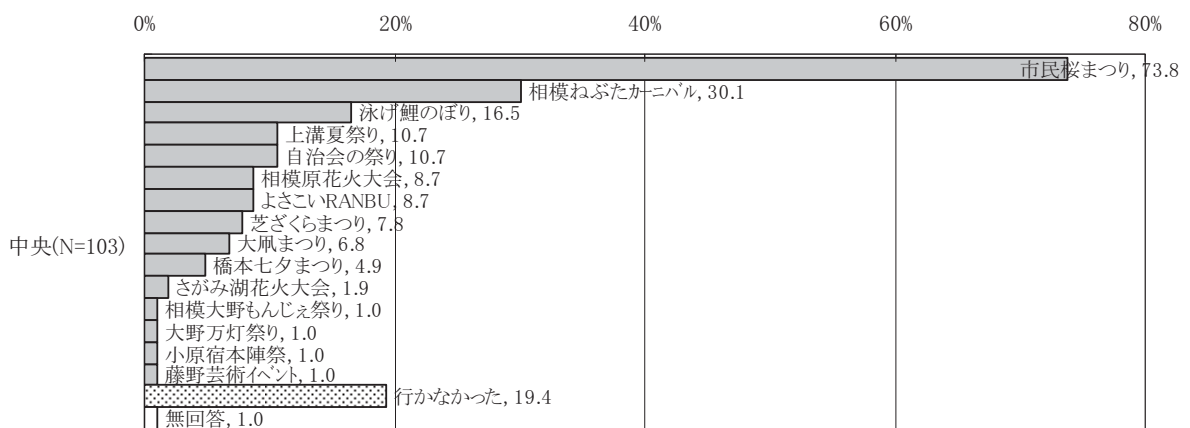 0% 20% 40% 60% 80%
市民桜まつり, 73.8
相模ねぶたカーニバル, 30.1
泳げ鯉のぼり, 16.5
上溝夏祭り, 10.7
自治会の祭り, 10.7
相模原花火大会, 8.7
よさこいRANBU, 8.7
芝ざくらまつり, 7.8
中央(N=103)
大凧まつり, 6.8
橋本七夕まつり, 4.9
さがみ湖花火大会, 1.9
相模大野もんじぇ祭り, 1.0
大野万灯祭り, 1.0
小原宿本陣祭, 1.0
藤野芸術イベント, 1.0
行かなかった, 19.4
無回答, 1.0